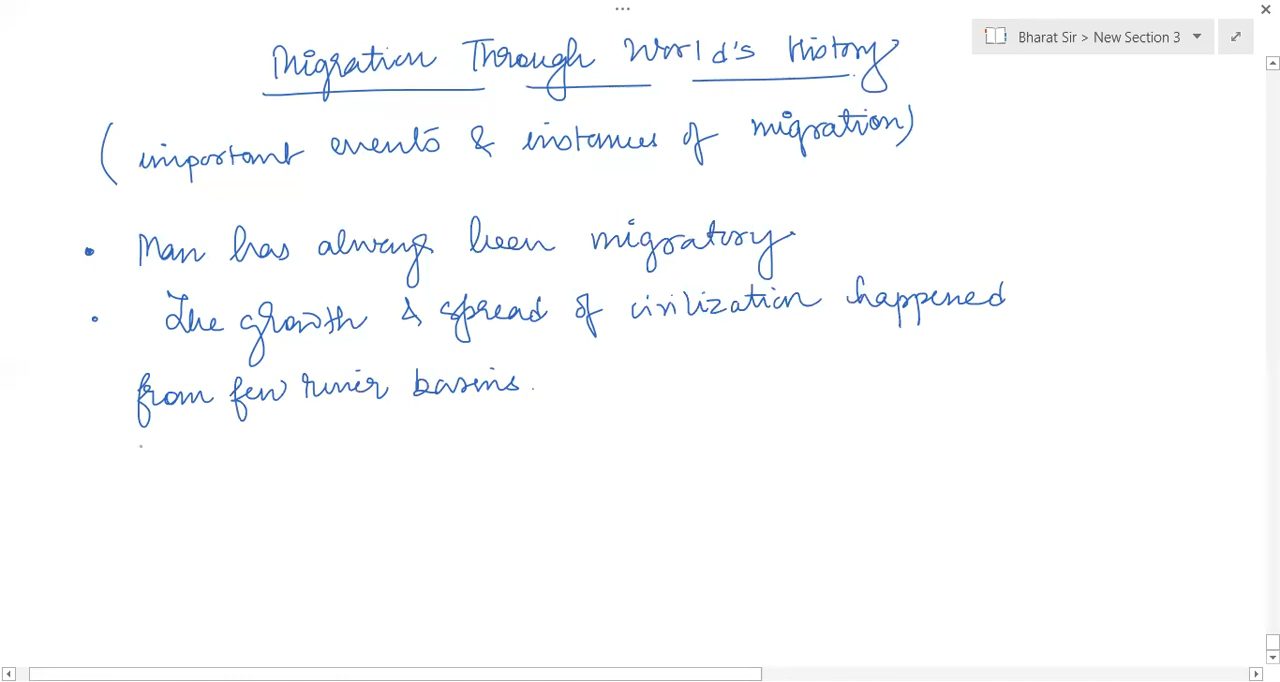 ...
Bharat Sir > New Section 3
Migration Through World's History
(important events & instances of migration)
• Man has always been migratory.
• The growth & spread of civilization happened
from few river basins.